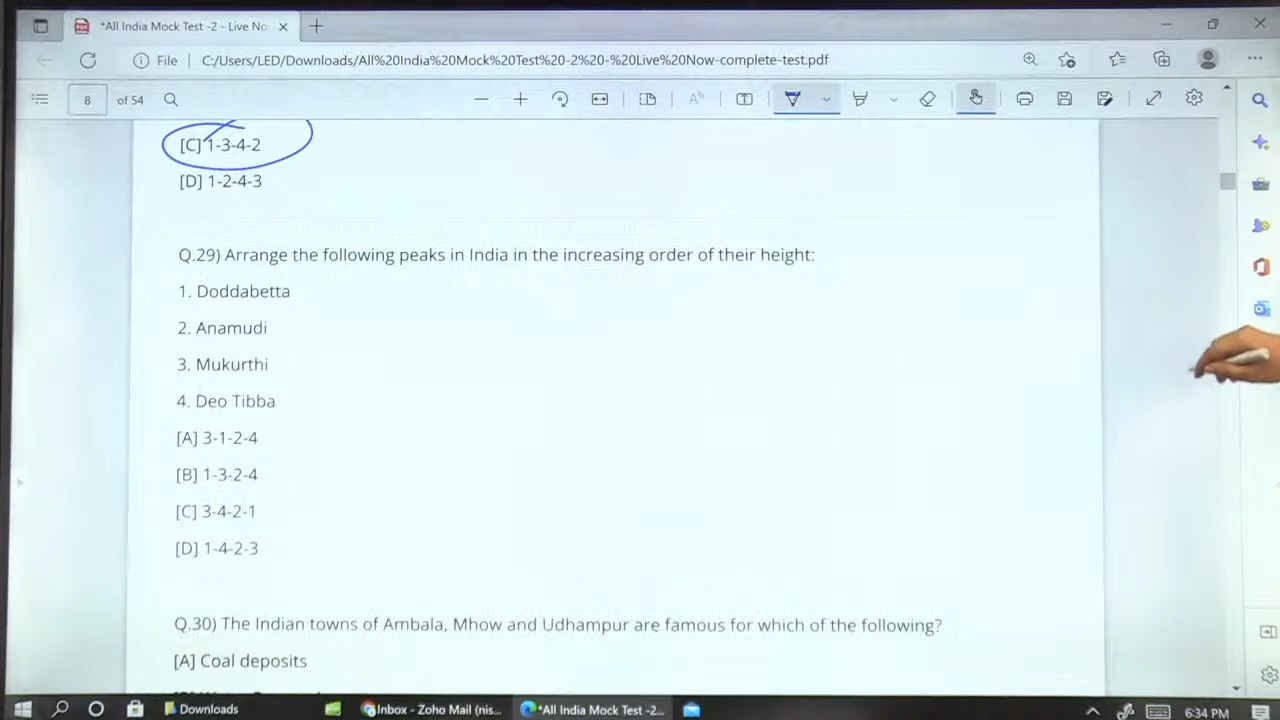 *All India Mock Test -2 - Live No
File
C:/Users/LED/Downloads/All%20India%20Mock%20Test%20-2%20-%20Live%20Now-complete-test.pdf
8 of 54
[C] 1-3-4-2
[D] 1-2-4-3
Q.29) Arrange the following peaks in India in the increasing order of their height:
1. Doddabetta
2. Anamudi
3. Mukurthi
4. Deo Tibba
[A] 3-1-2-4
[B] 1-3-2-4
[C] 3-4-2-1
[D] 1-4-2-3
Q.30) The Indian towns of Ambala, Mhow and Udhampur are famous for which of the following?
[A] Coal deposits
Downloads
Inbox - Zoho Mail (nis...
*All India Mock Test -2...
6:34 PM